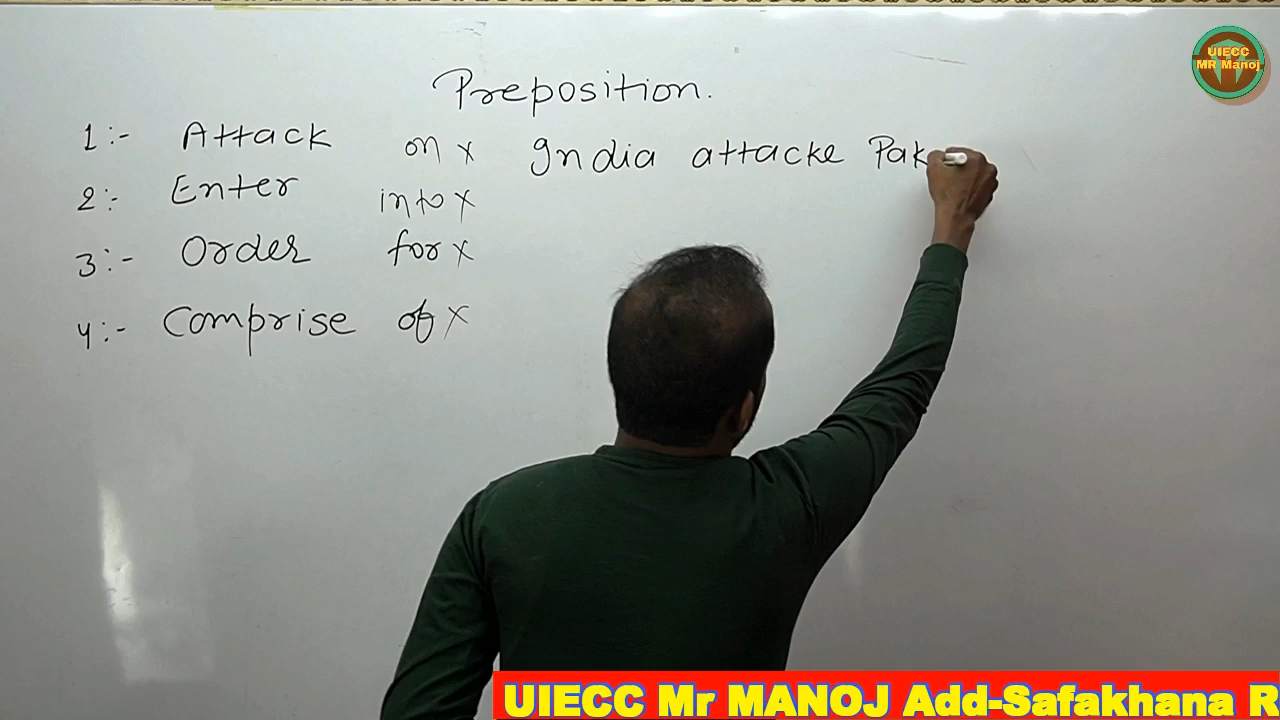 UIECC
MR Manoj
Preposition.
1:- Attack on x India attacke Pak
2:- Enter into x
3:- Order for x
4:- Comprise of x
UIECC Mr MANOJ Add-Safakhana R